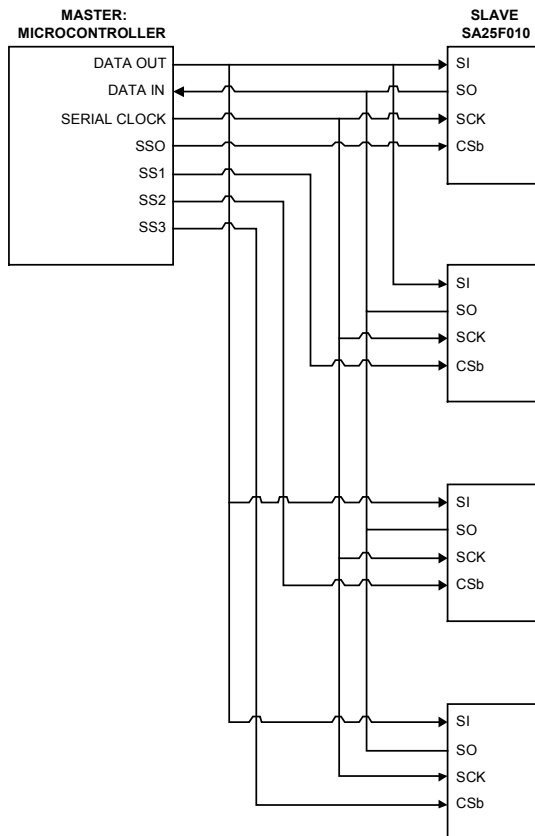 MASTER:
MICROCONTROLLER
DATA OUT
DATA IN
SERIAL CLOCK
SSO
SS1
SS2
SS3
SLAVE
SA25F010
SI
SO
SCK
CSb
SI
SO
SCK
CSb
SI
SO
SCK
CSb
SI
SO
SCK
CSb